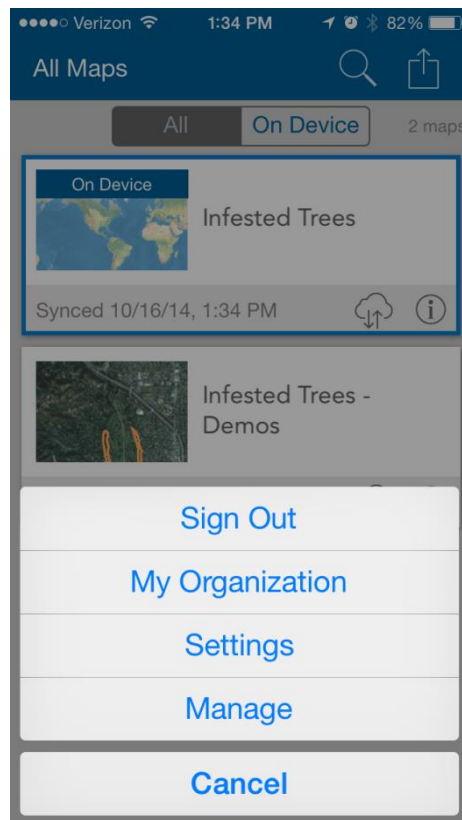 Verizon 1:34 PM 82%
All Maps
All On Device 2 maps
On Device
Infested Trees
Synced 10/16/14, 1:34 PM
Infested Trees -
Demos
Sign Out
My Organization
Settings
Manage
Cancel